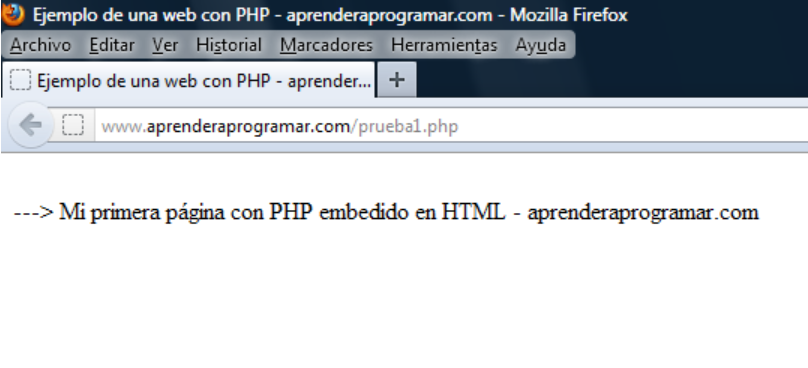 Ejemplo de una web con PHP - aprenderaprogramar.com - Mozilla Firefox
Archivo Editar Ver Historial Marcadores Herramientas Ayuda
Ejemplo de una web con PHP - aprender... +
www.aprenderaprogramar.com/prueba1.php
---> Mi primera página con PHP embedido en HTML - aprenderaprogramar.com